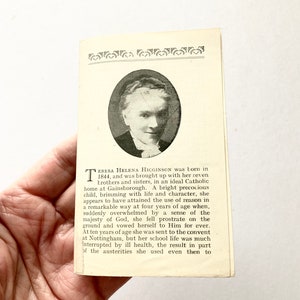 Teresa Helena Higginson was born in
1844, and was brought up with her seven
brothers and sisters, in an ideal Catholic
home at Gainsborough. A bright precocious
child, brimming with life and character, she
appears to have attained the use of reason in
a remarkable way at four years of age when,
suddenly overwhelmed by a sense of the
majesty of God, she fell prostrate on the
ground and vowed herself to Him for ever.
At ten years of age she was sent to the convent
at Nottingham, but her school life was much
interrupted by ill health, the result in part
of the austerities she used even then to